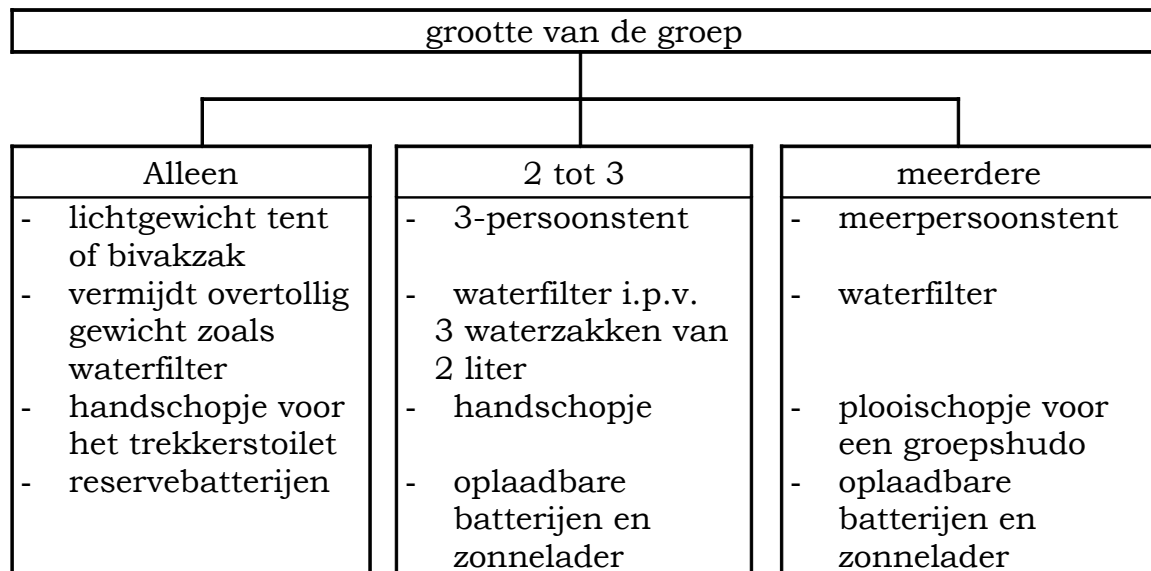 grootte van de groep
Alleen
- lichtgewicht tent
of bivakzak
- vermijdt overtollig
gewicht zoals
waterfilter
- handschopje voor
het trekkerstoilet
- reservebatterijen
2 tot 3
- 3-persoonstent
- waterfilter i.p.v.
3 waterzakken van
2 liter
- handschopje
- oplaadbare
batterijen en
zonnelader
meerdere
- meerpersoonstent
- waterfilter
- plooischopje voor
een groepshudo
- oplaadbare
batterijen en
zonnelader